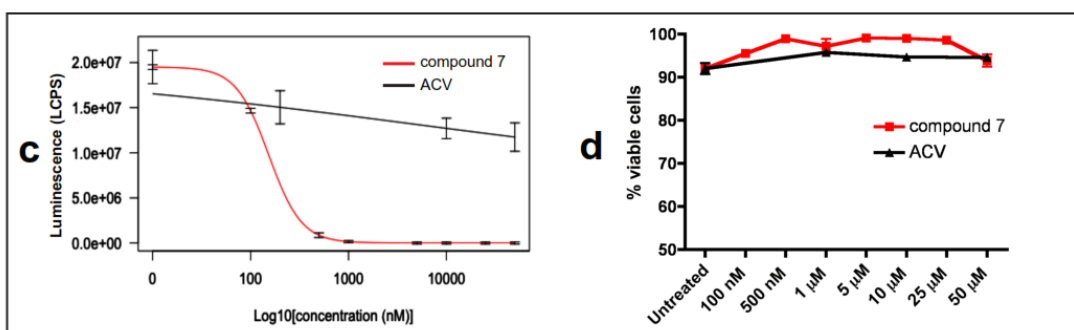 c
Luminescence (LCPS)
2.0e+07
1.5e+07
1.0e+07
5.0e+06
0.0e+00
compound 7
ACV
0
100
1000
10000
Log10[concentration (nM)]
d
% viable cells
100
90
80
70
60
50
compound 7
ACV
Untreated
100 nM
500 nM
1 µM
5 µM
10 µM
25 µM
50 µM